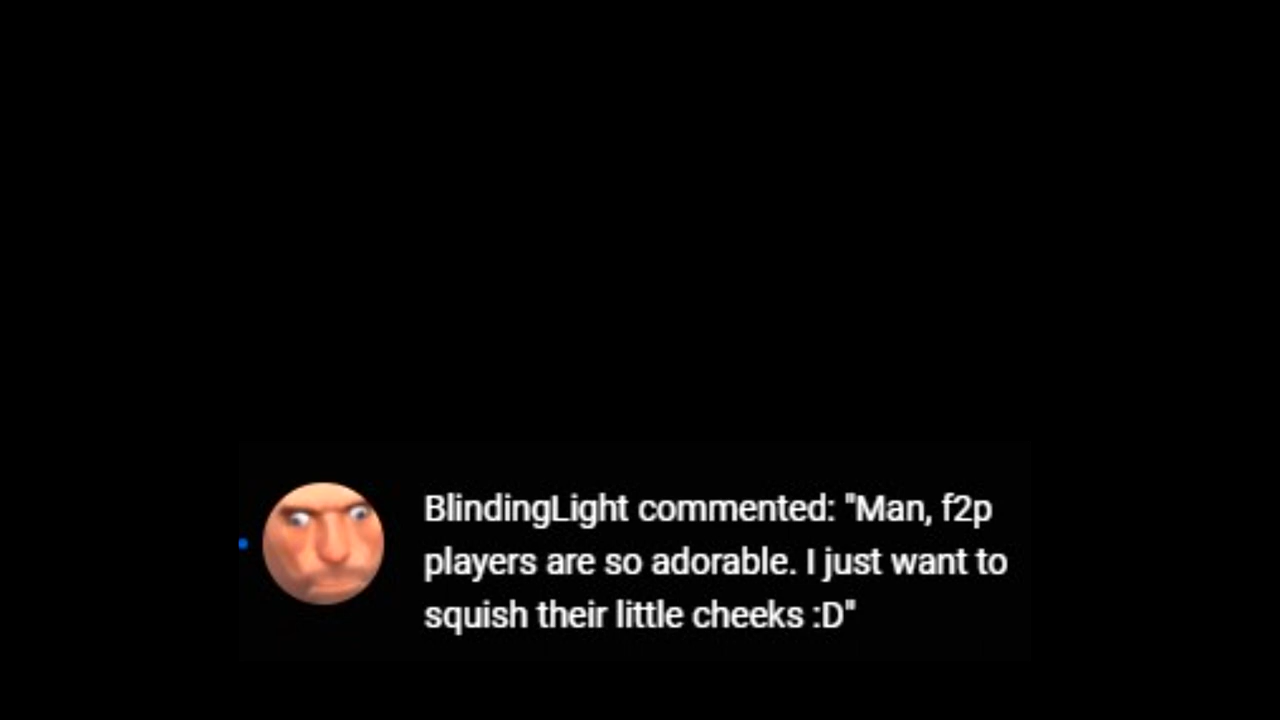 BlindingLight commented: "Man, f2p
players are so adorable. I just want to
squish their little cheeks :D"